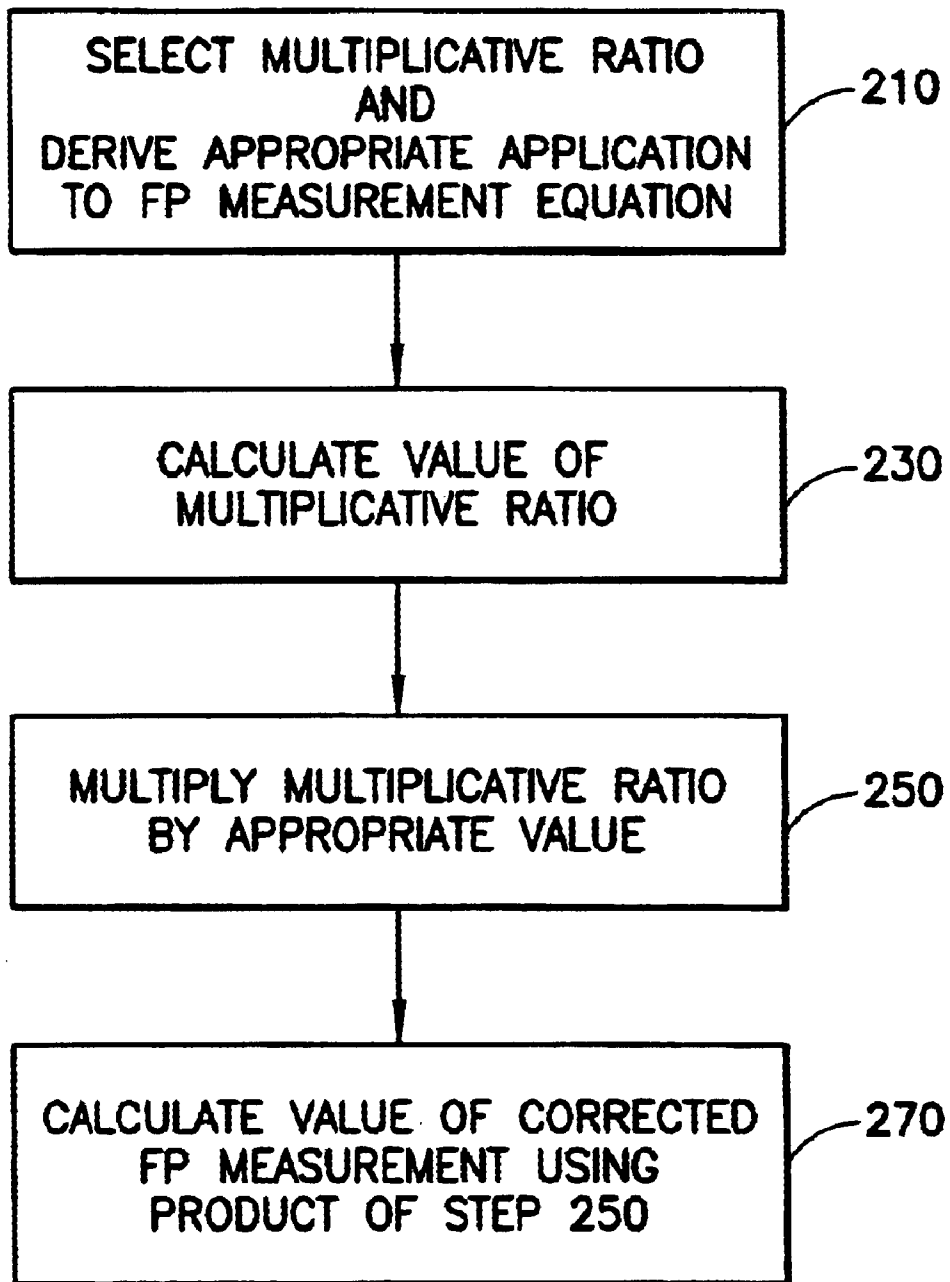 SELECT MULTIPLICATIVE RATIO
AND
DERIVE APPROPRIATE APPLICATION
TO FP MEASUREMENT EQUATION
210
CALCULATE VALUE OF
MULTIPLICATIVE RATIO
230
MULTIPLY MULTIPLICATIVE RATIO
BY APPROPRIATE VALUE
250
CALCULATE VALUE OF CORRECTED
FP MEASUREMENT USING
PRODUCT OF STEP 250
270